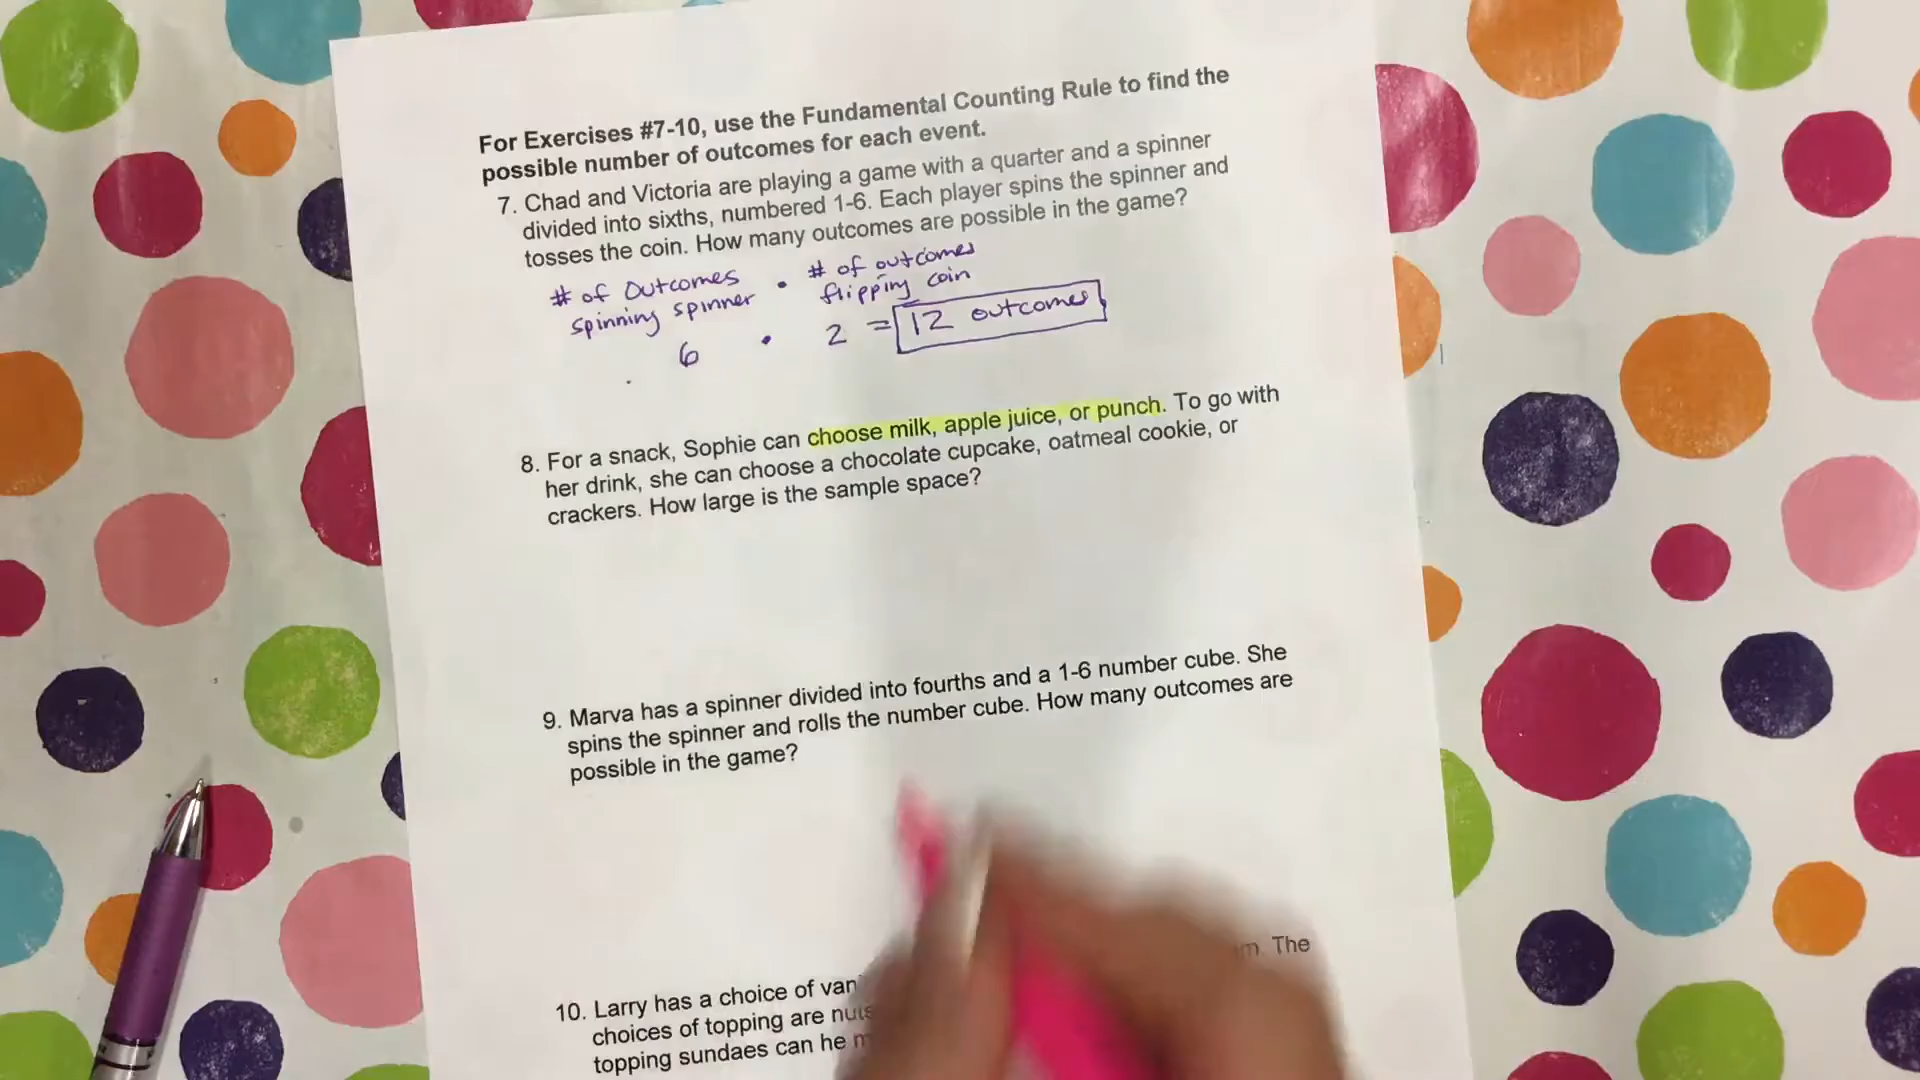 For Exercises #7-10, use the Fundamental Counting Rule to find the
possible number of outcomes for each event.
7. Chad and Victoria are playing a game with a quarter and a spinner
divided into sixths, numbered 1-6. Each player spins the spinner and
tosses the coin. How many outcomes are possible in the game?
# of outcomes • # of outcomes
spinning spinner flipping coin
6 • 2 = 12 outcomes
8. For a snack, Sophie can choose milk, apple juice, or punch. To go with
her drink, she can choose a chocolate cupcake, oatmeal cookie, or
crackers. How large is the sample space?
9. Marva has a spinner divided into fourths and a 1-6 number cube. She
spins the spinner and rolls the number cube. How many outcomes are
possible in the game?
10. Larry has a choice of The
choices of topping are
topping sundaes can he